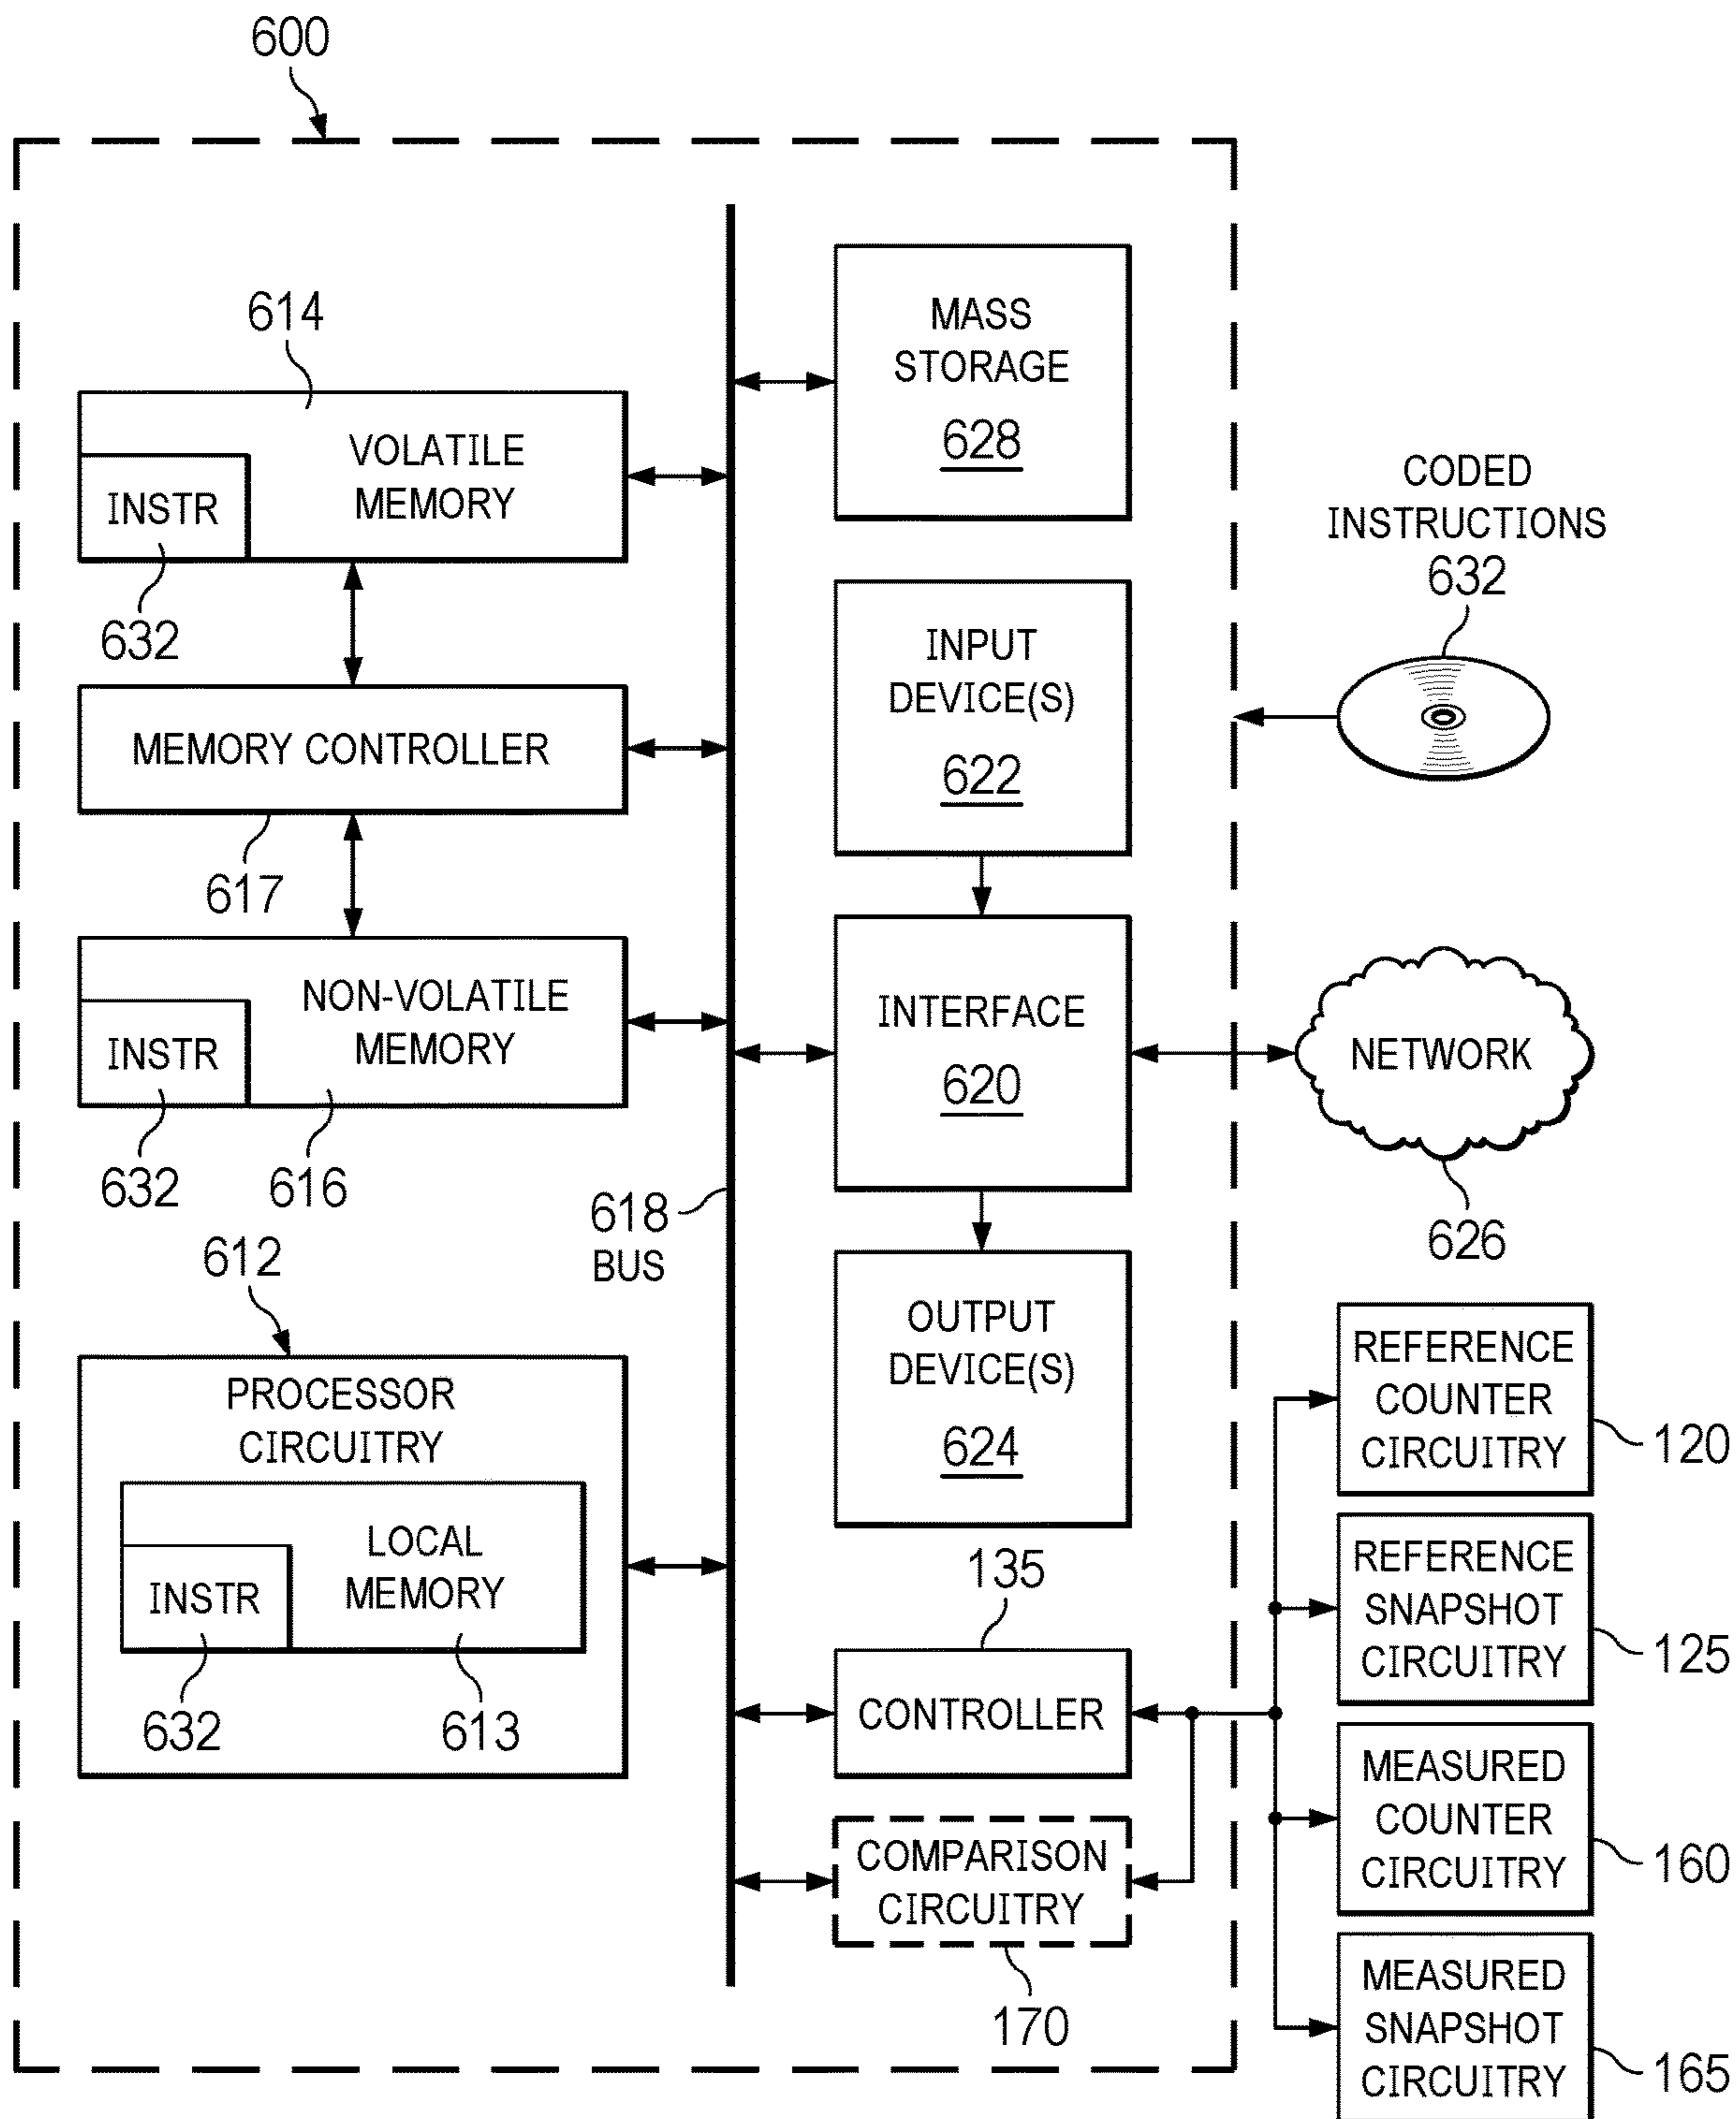 600
614
VOLATILE
MEMORY
INSTR
632
MEMORY CONTROLLER
617
NON-VOLATILE
MEMORY
INSTR
632
616
618
BUS
612
PROCESSOR
CIRCUITRY
LOCAL
MEMORY
INSTR
632
613
MASS
STORAGE
628
INPUT
DEVICE(S)
622
INTERFACE
620
OUTPUT
DEVICE(S)
624
135
CONTROLLER
COMPARISON
CIRCUITRY
170
CODED
INSTRUCTIONS
632
NETWORK
626
REFERENCE
COUNTER
CIRCUITRY
120
REFERENCE
SNAPSHOT
CIRCUITRY
125
MEASURED
COUNTER
CIRCUITRY
160
MEASURED
SNAPSHOT
CIRCUITRY
165